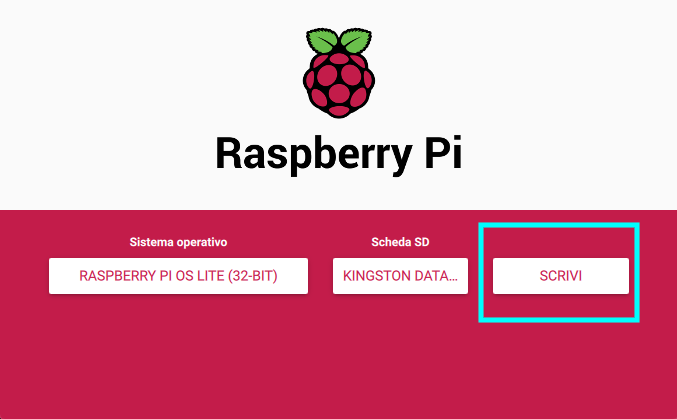 Raspberry Pi
Sistema operativo
Scheda SD
RASPBERRY PI OS LITE (32-BIT)
KINGSTON DATA...
SCRIVI